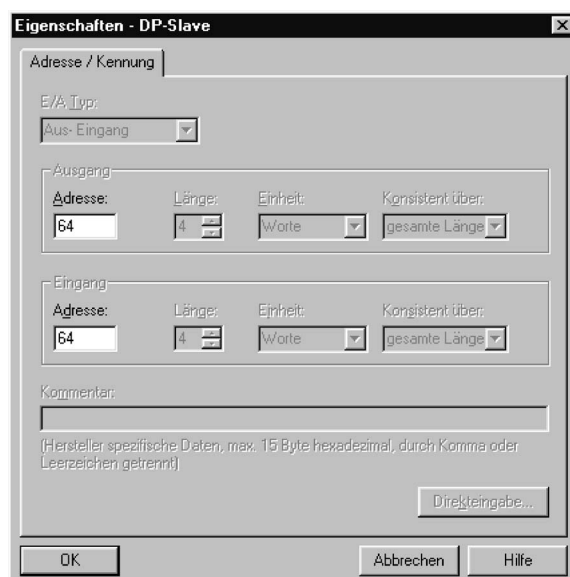 Eigenschaften - DP-Slave
Adresse / Kennung
E/A Typ:
Aus- Eingang
Ausgang
Adresse: Länge: Einheit: Konsistent über:
64 4 Worte gesamte Länge
Eingang
Adresse: Länge: Einheit: Konsistent über:
64 4 Worte gesamte Länge
Kommentar:
(Hersteller spezifische Daten, max. 15 Byte hexadezimal, durch Komma oder
Leerzeichen getrennt)
Direkteingabe...
OK Abbrechen Hilfe